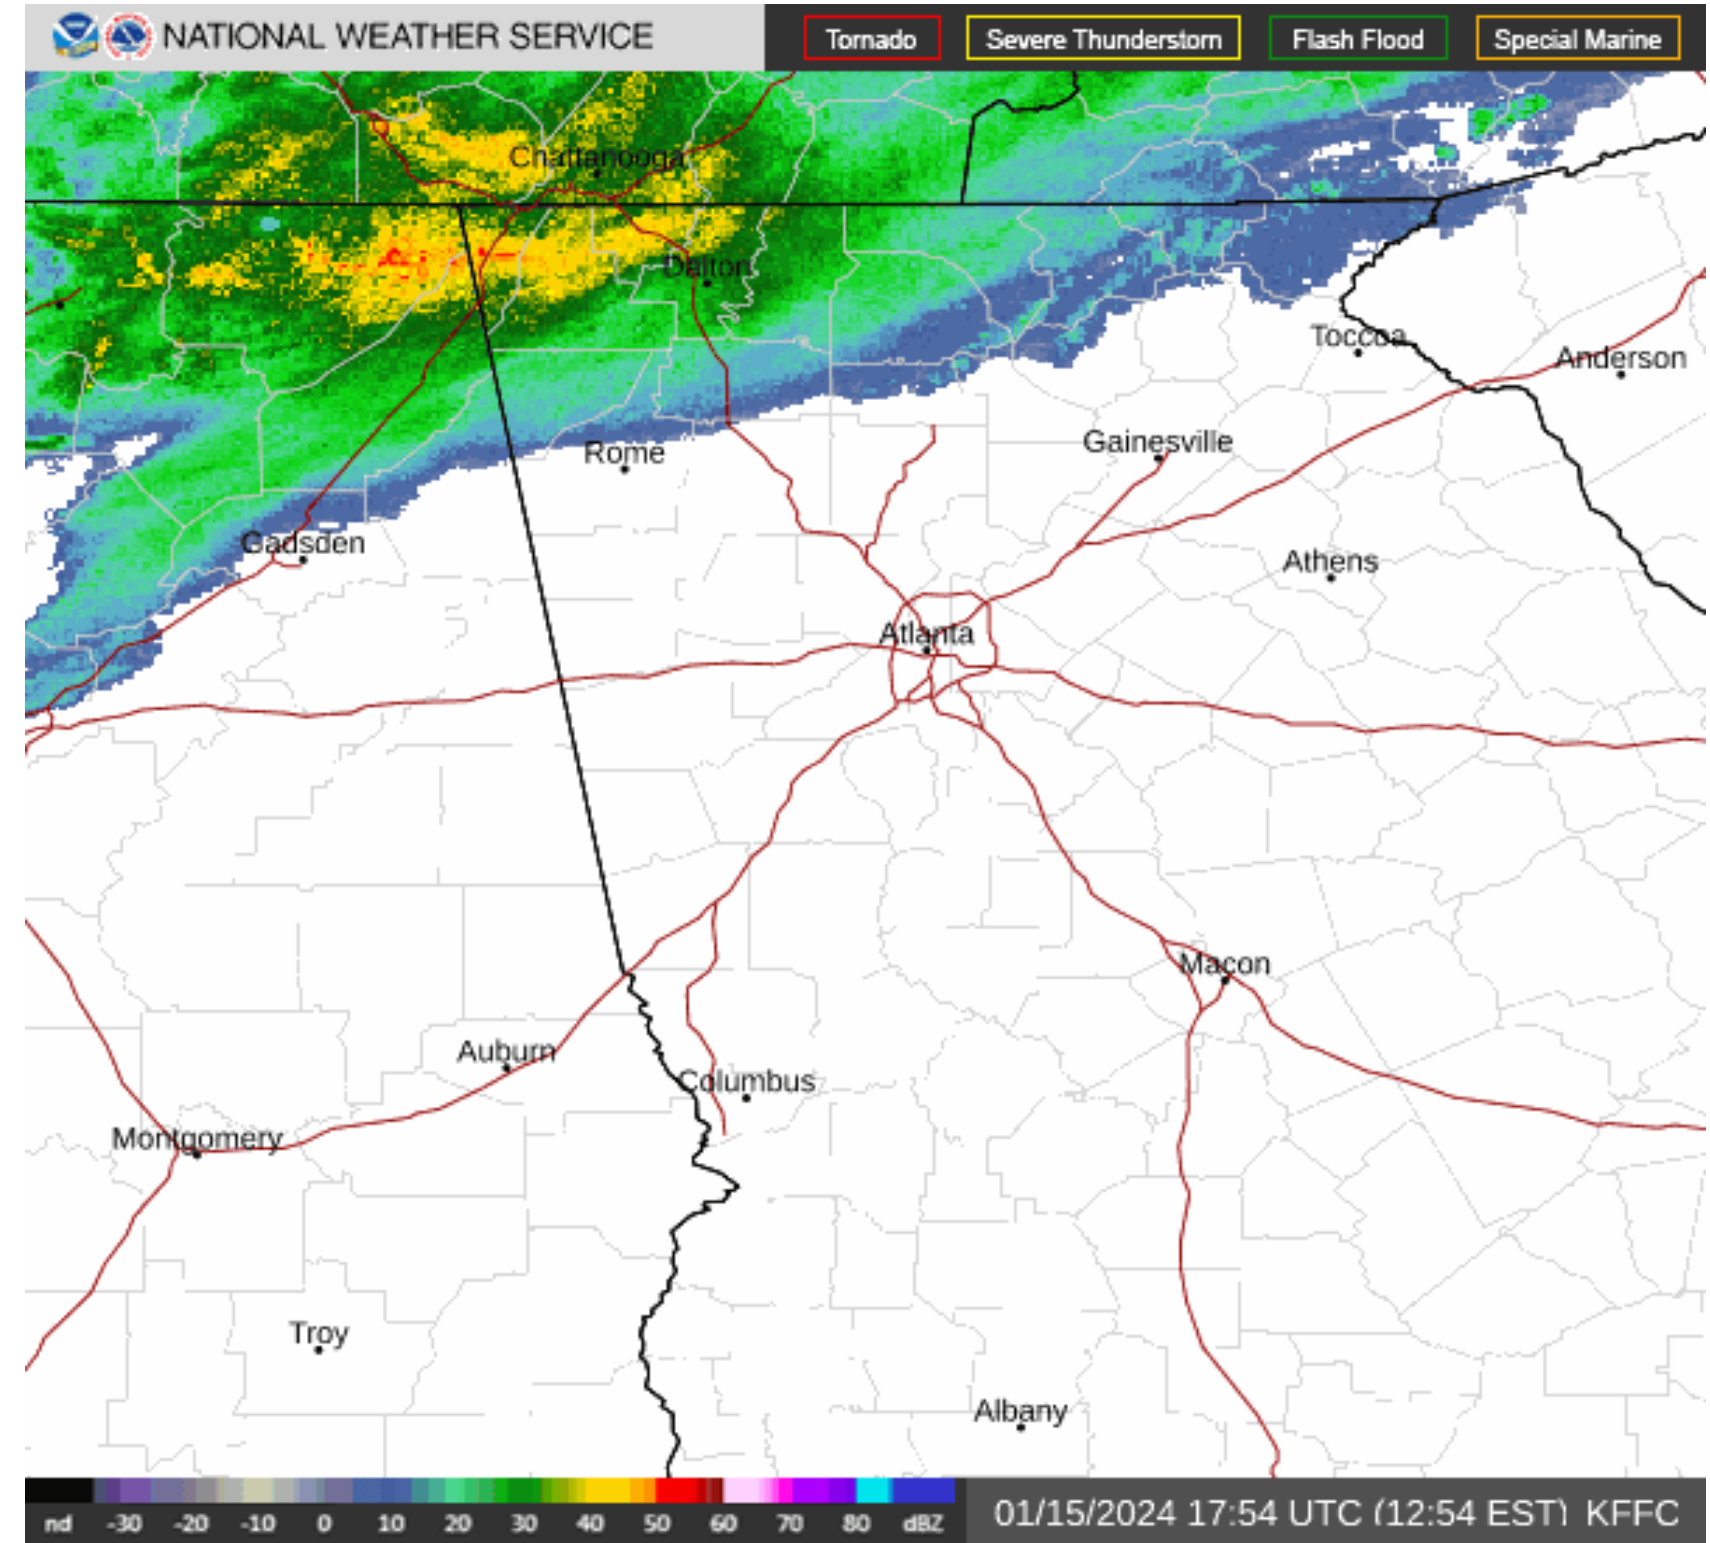 NATIONAL WEATHER SERVICE Tornado Severe Thunderstorn Flash Flood Special Marine
Chattanooga
Dalton
Toccoa
Anderson
Gainesville
Rome
Gadsden
Athens
Atlanta
Macon
Auburn
Columbus
Montgomery
Troy
Albany
nd -30 -20 -10 0 10 20 30 40 50 60 70 80 dBZ
01/15/2024 17:54 UTC (12:54 EST) KFFC